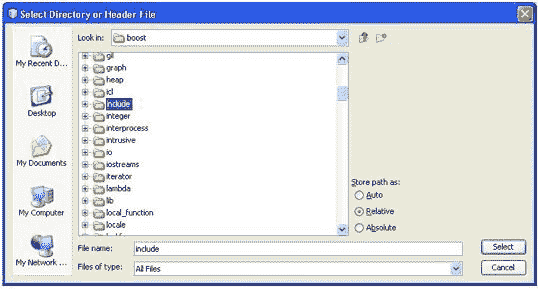 Select Directory or Header File
Look in:
boost
My Recent D...
Desktop
My Documents
My Computer
My Network ...
gil
graph
heap
icl
include
integer
interprocess
intrusive
io
iostreams
iterator
lambda
lib
local_function
locale
Store path as:
Auto
Relative
Absolute
File name:
include
Select
Files of type:
All Files
Cancel